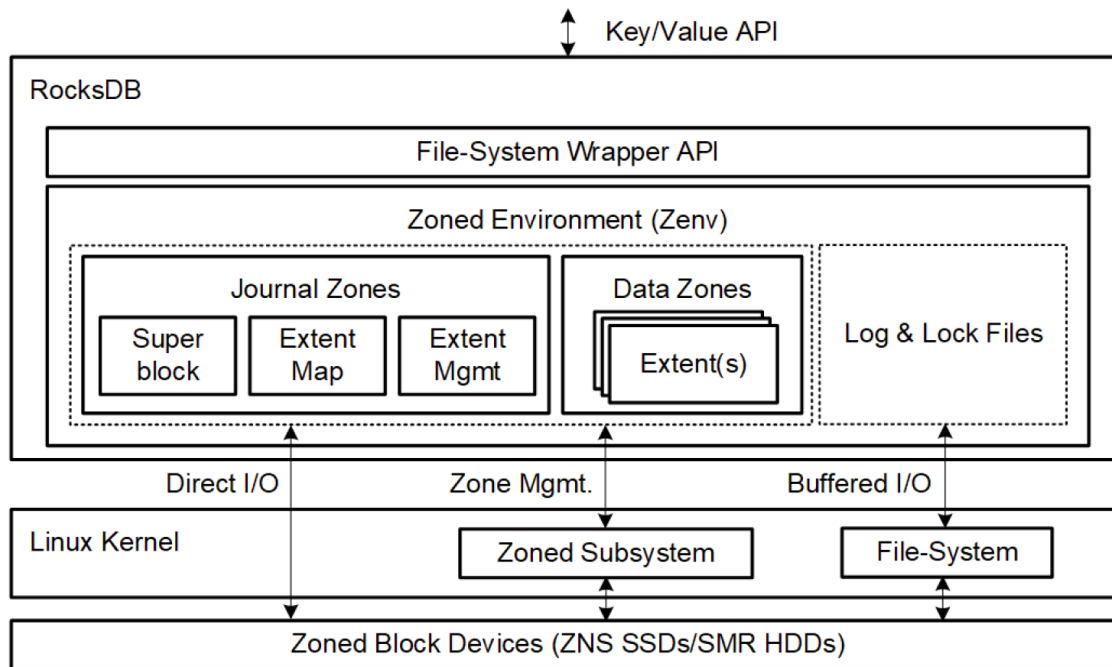 Key/Value API
RocksDB
File-System Wrapper API
Zoned Environment (Zenv)
Journal Zones
Data Zones
Super
block
Extent
Map
Extent
Mgmt
Extent(s)
Log & Lock Files
Direct I/O
Zone Mgmt.
Buffered I/O
Linux Kernel
Zoned Subsystem
File-System
Zoned Block Devices (ZNS SSDs/SMR HDDs)